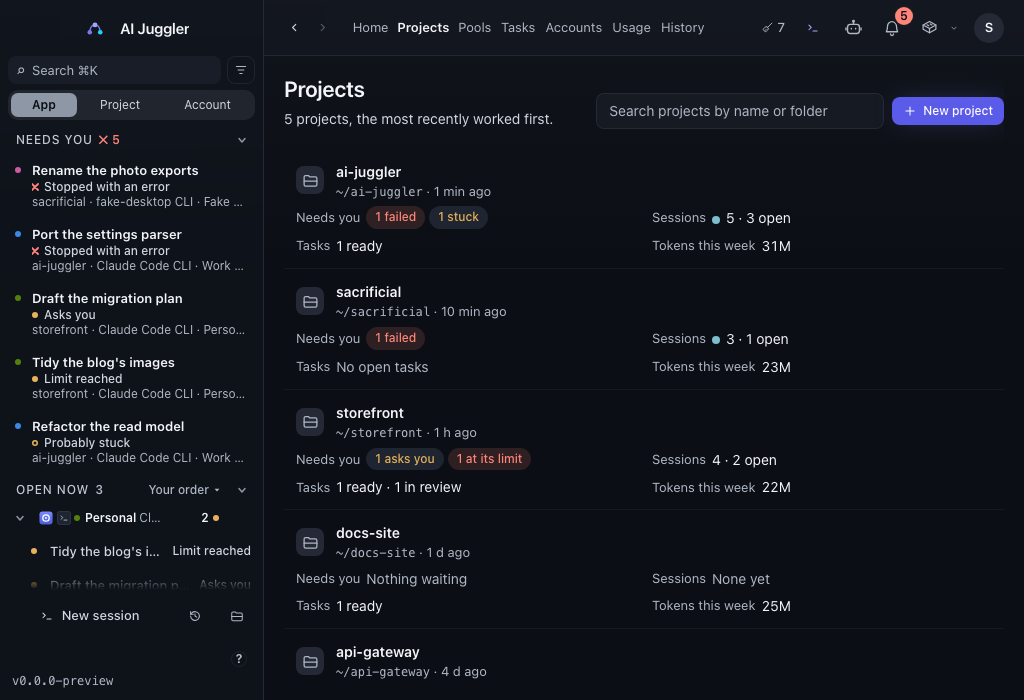 AI Juggler
Search ⌘K
App Project Account
NEEDS YOU 5
Rename the photo exports
Stopped with an error
sacrificial · fake-desktop CLI · Fake ...
Port the settings parser
Stopped with an error
ai-juggler · Claude Code CLI · Work ...
Draft the migration plan
Asks you
storefront · Claude Code CLI · Perso...
Tidy the blog's images
Limit reached
storefront · Claude Code CLI · Perso...
Refactor the read model
Probably stuck
ai-juggler · Claude Code CLI · Work ...
OPEN NOW 3 Your order
Personal Cl... 2
Tidy the blog's i... Limit reached
Draft the migration p... Asks you
New session
?
v0.0.0-preview
Home Projects Pools Tasks Accounts Usage History 7 5 S
Projects
5 projects, the most recently worked first.
Search projects by name or folder
+ New project
ai-juggler
~/ai-juggler · 1 min ago
Needs you 1 failed 1 stuck Sessions 5 · 3 open
Tasks 1 ready Tokens this week 31M
sacrificial
~/sacrificial · 10 min ago
Needs you 1 failed Sessions 3 · 1 open
Tasks No open tasks Tokens this week 23M
storefront
~/storefront · 1 h ago
Needs you 1 asks you 1 at its limit Sessions 4 · 2 open
Tasks 1 ready · 1 in review Tokens this week 22M
docs-site
~/docs-site · 1 d ago
Needs you Nothing waiting Sessions None yet
Tasks 1 ready Tokens this week 25M
api-gateway
~/api-gateway · 4 d ago